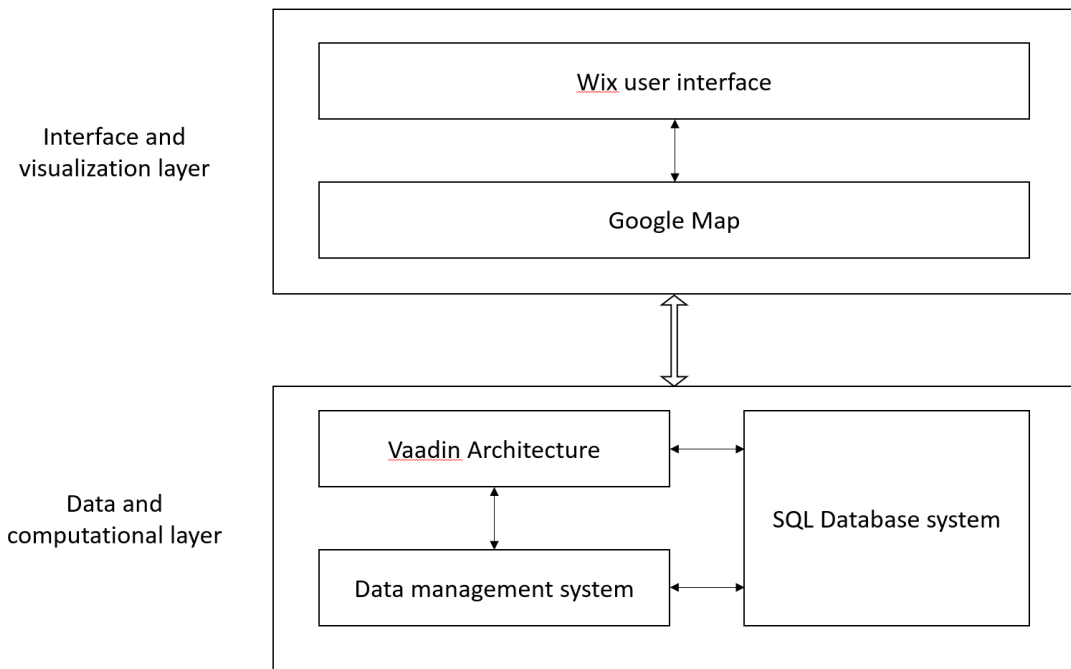 Wix user interface
Interface and
visualization layer
Google Map
Vaadin Architecture
Data and
computational layer
SQL Database system
Data management system